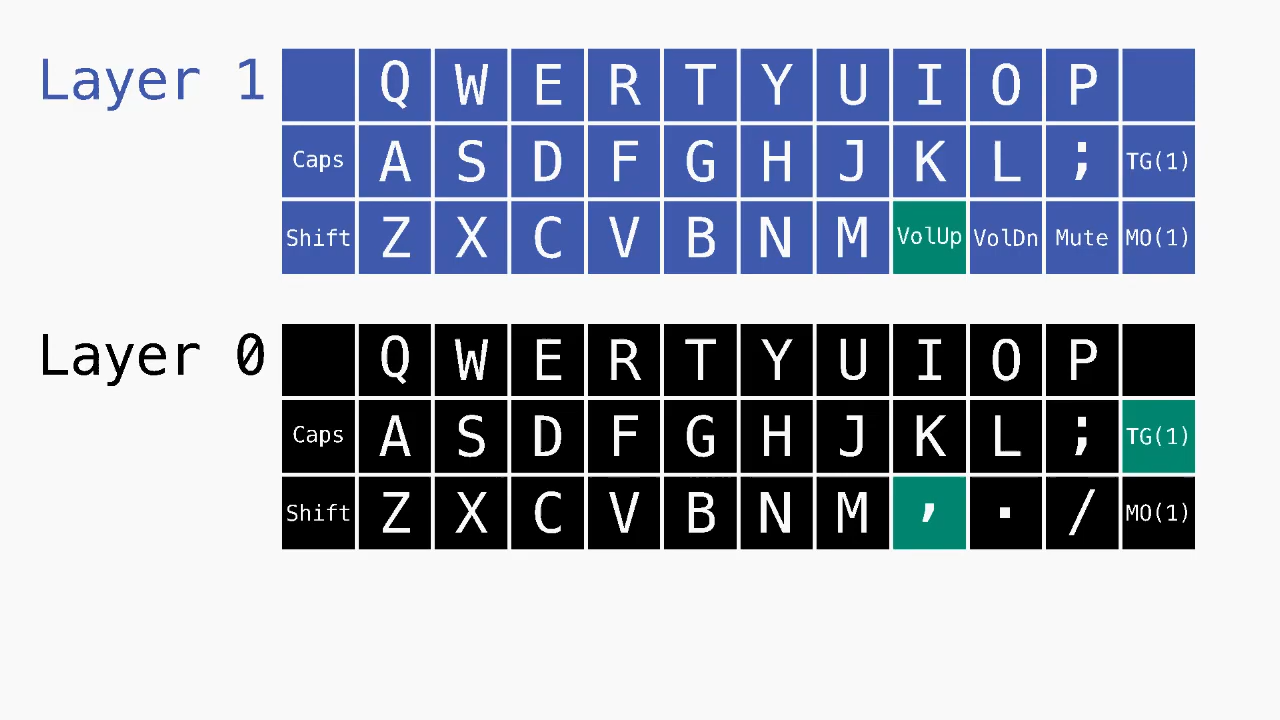 Layer 1 Q W E R T Y U I O P
Caps A S D F G H J K L ; TG(1)
Shift Z X C V B N M VolUp VolDn Mute MO(1)
Layer 0 Q W E R T Y U I O P
Caps A S D F G H J K L ; TG(1)
Shift Z X C V B N M , . / MO(1)